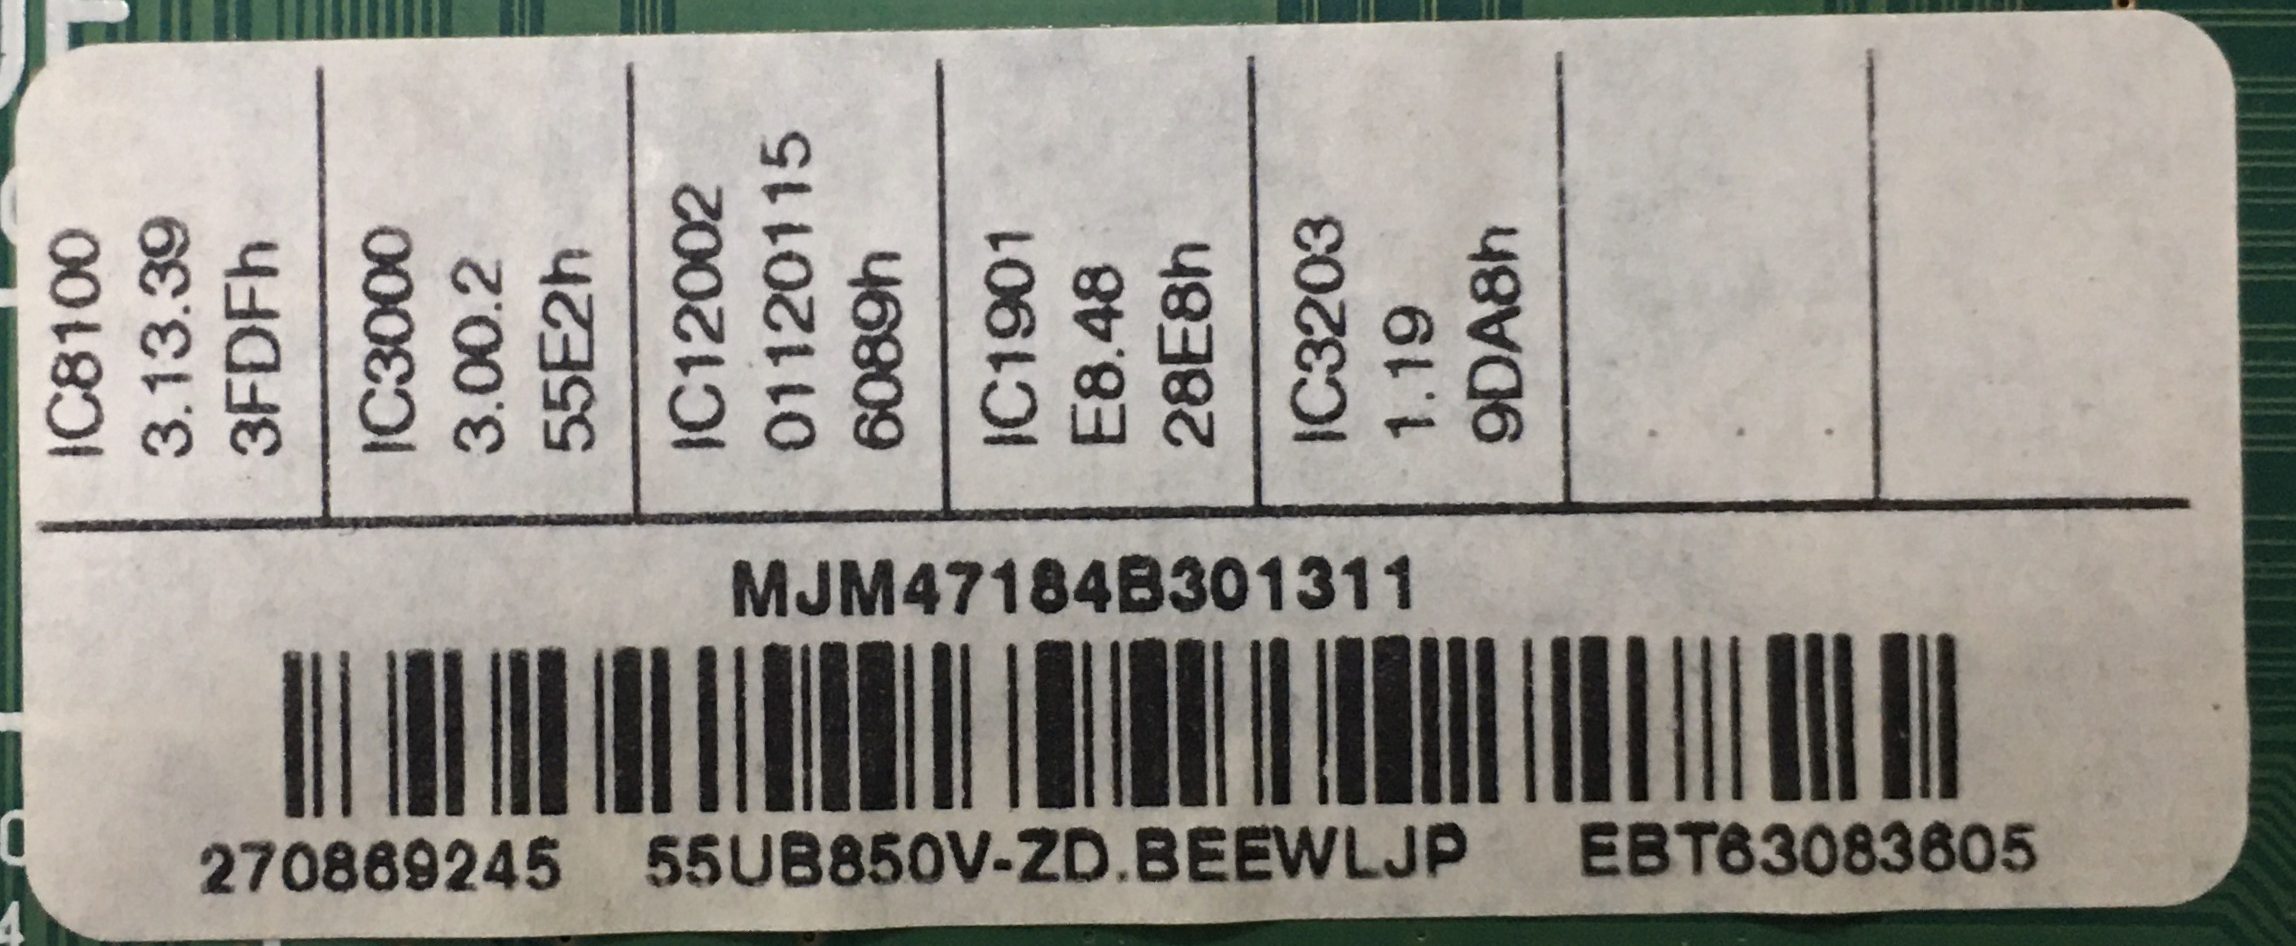 IC8100
3.13.39
3FDFh
IC3000
3.00.2
55E2h
IC12002
01120115
6089h
IC1901
E8.48
28E8h
IC3203
1.19
9DA8h
. . .
MJM47184B301311
270869245 55UB850V-ZD.BEEWLJP EBT63083605